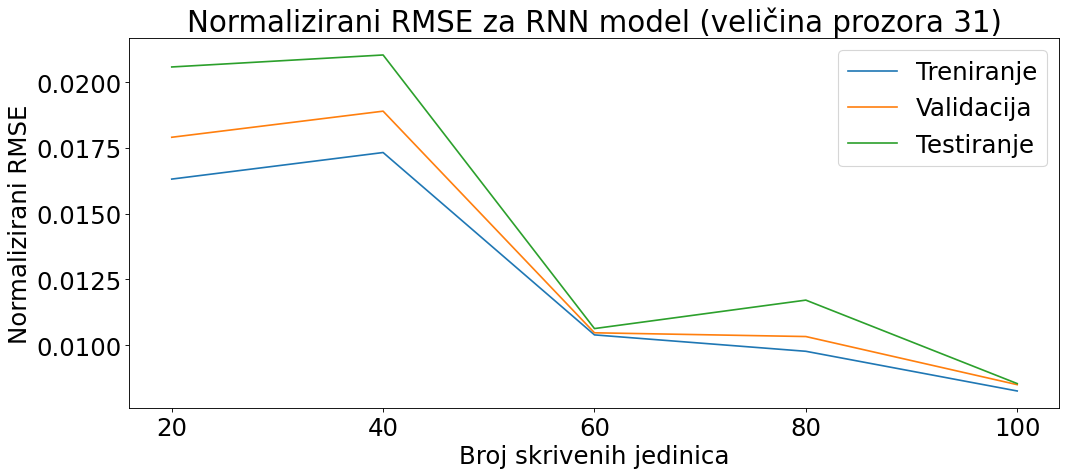 Normalizirani RMSE za RNN model (veličina prozora 31)
Normalizirani RMSE
0.0200
0.0175
0.0150
0.0125
0.0100
Treniranje
Validacija
Testiranje
20 40 60 80 100
Broj skrivenih jedinica